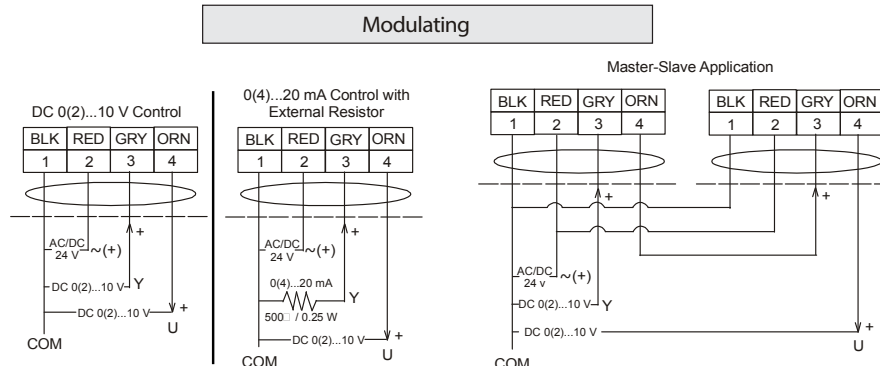 Modulating
DC 0(2)...10 V Control
BLK RED GRY ORN
1 2 3 4
+
AC/DC
24 V
~(+)
DC 0(2)...10 V
Y
DC 0(2)...10 V
+
U
COM
0(4)...20 mA Control with
External Resistor
BLK RED GRY ORN
1 2 3 4
+
AC/DC
24 V
~(+)
0(4)...20 mA
Y
500□ / 0.25 W
DC 0(2)...10 V
+
U
COM
Master-Slave Application
BLK RED GRY ORN
1 2 3 4
BLK RED GRY ORN
1 2 3 4
+
+
AC/DC
24 v
~(+)
DC 0(2)...10 V
Y
DC 0(2)...10 V
+
U
COM